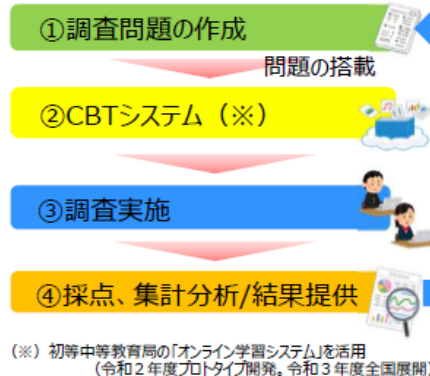 ①調査問題の作成
問題の搭載
②CBTシステム（※）
③調査実施
④採点、集計分析/結果提供
（※）初等中等教育局の「オンライン学習システム」を活用
（令和２年度プロトタイプ開発。令和３年度全国展開）